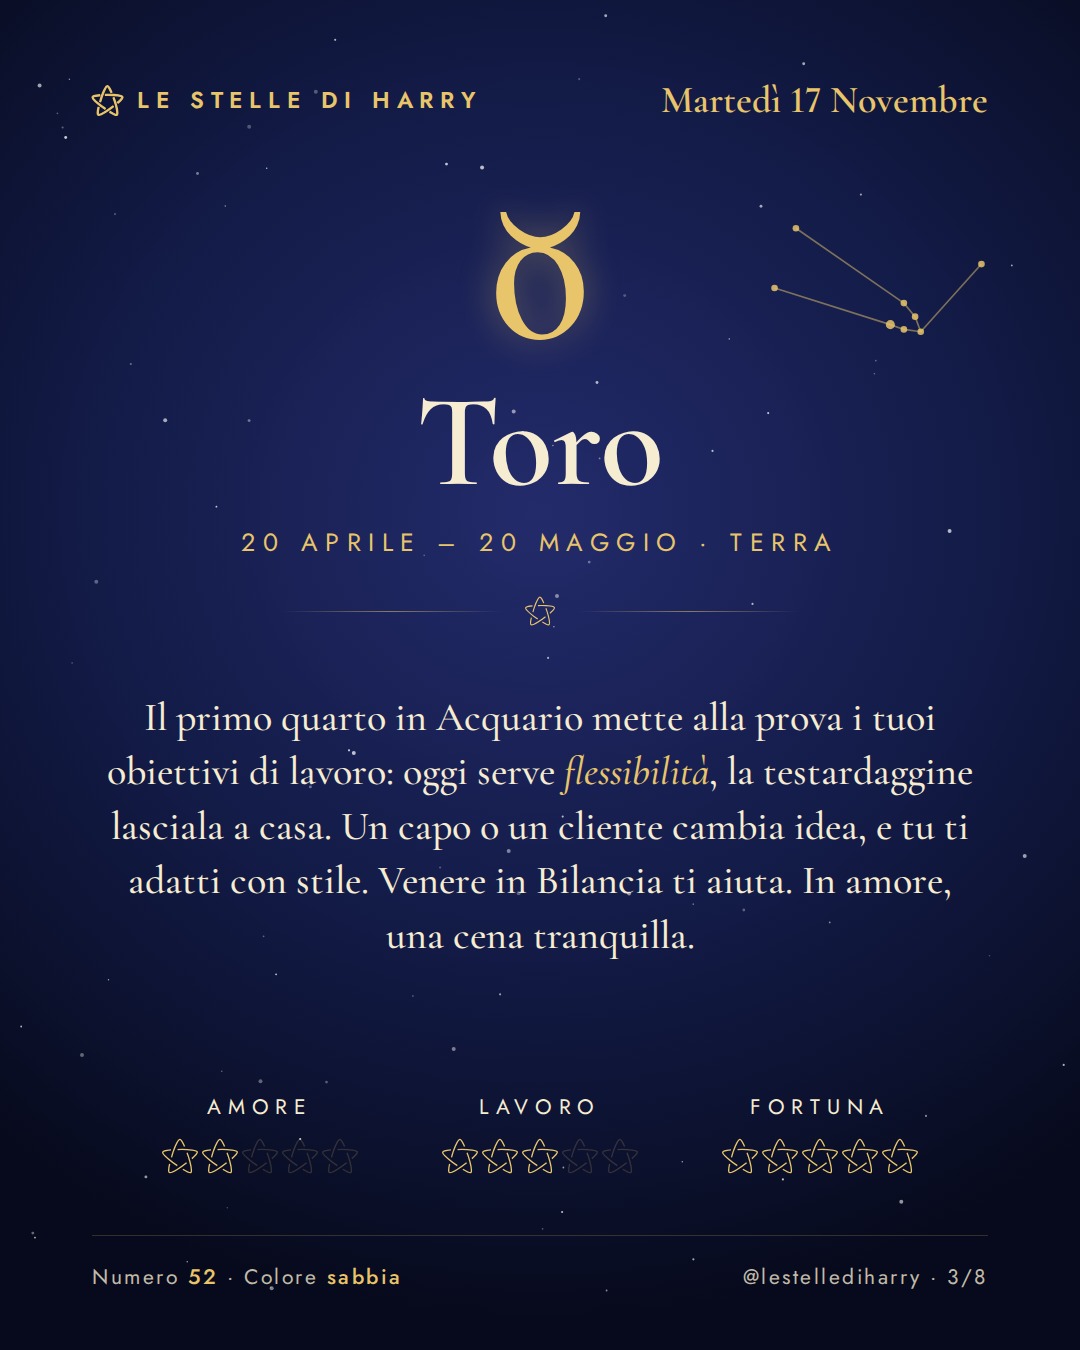 LE STELLE DI HARRY
Martedì 17 Novembre
Toro
20 APRILE – 20 MAGGIO · TERRA
Il primo quarto in Acquario mette alla prova i tuoi
obiettivi di lavoro: oggi serve flessibilità, la testardaggine
lasciala a casa. Un capo o un cliente cambia idea, e tu ti
adatti con stile. Venere in Bilancia ti aiuta. In amore,
una cena tranquilla.
AMORE
LAVORO
FORTUNA
Numero 52 · Colore sabbia
@lestellediharry · 3/8